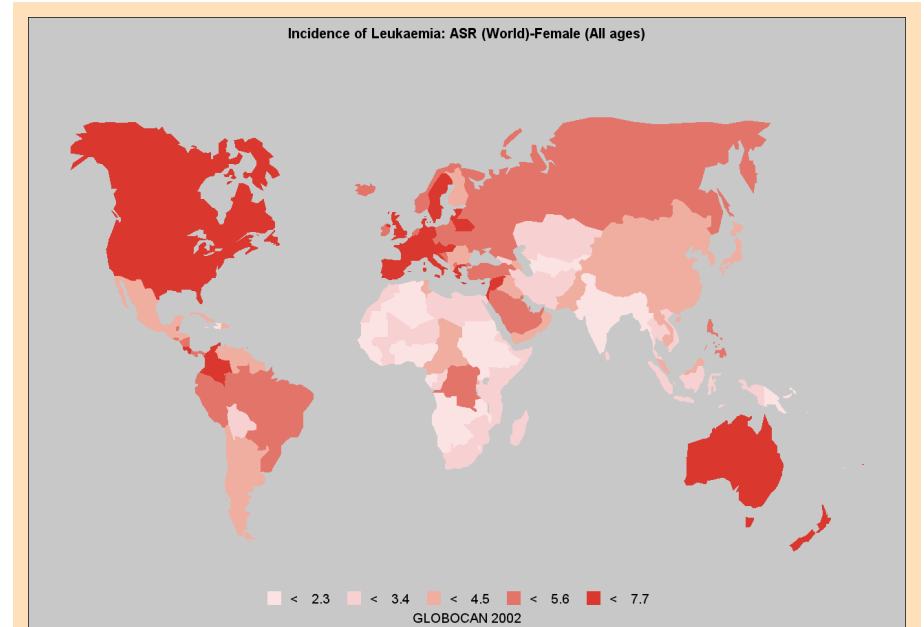 Incidence of Leukaemia: ASR (World)-Female (All ages)
< 2.3 < 3.4 < 4.5 < 5.6 < 7.7
GLOBOCAN 2002